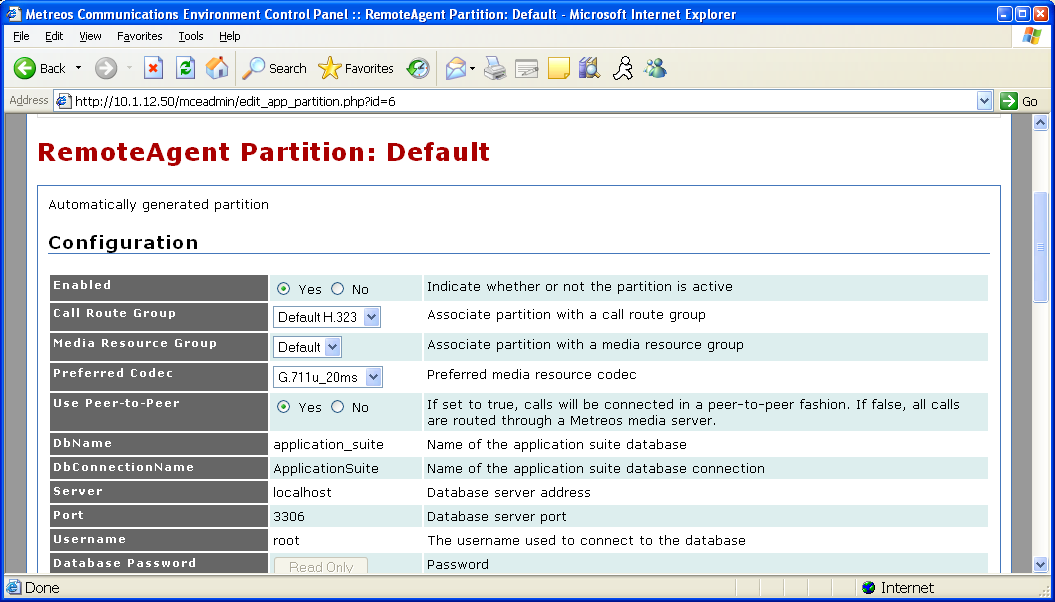 Metreos Communications Environment Control Panel :: RemoteAgent Partition: Default - Microsoft Internet Explorer
File Edit View Favorites Tools Help
Back Search Favorites
Address http://10.1.12.50/mceadmin/edit_app_partition.php?id=6 Go
RemoteAgent Partition: Default
Automatically generated partition
Configuration
Enabled Yes No Indicate whether or not the partition is active
Call Route Group Default H.323 Associate partition with a call route group
Media Resource Group Default Associate partition with a media resource group
Preferred Codec G.711u_20ms Preferred media resource codec
Use Peer-to-Peer Yes No If set to true, calls will be connected in a peer-to-peer fashion. If false, all calls
are routed through a Metreos media server.
DbName application_suite Name of the application suite database
DbConnectionName ApplicationSuite Name of the application suite database connection
Server localhost Database server address
Port 3306 Database server port
Username root The username used to connect to the database
Database Password Read Only Password
Done Internet